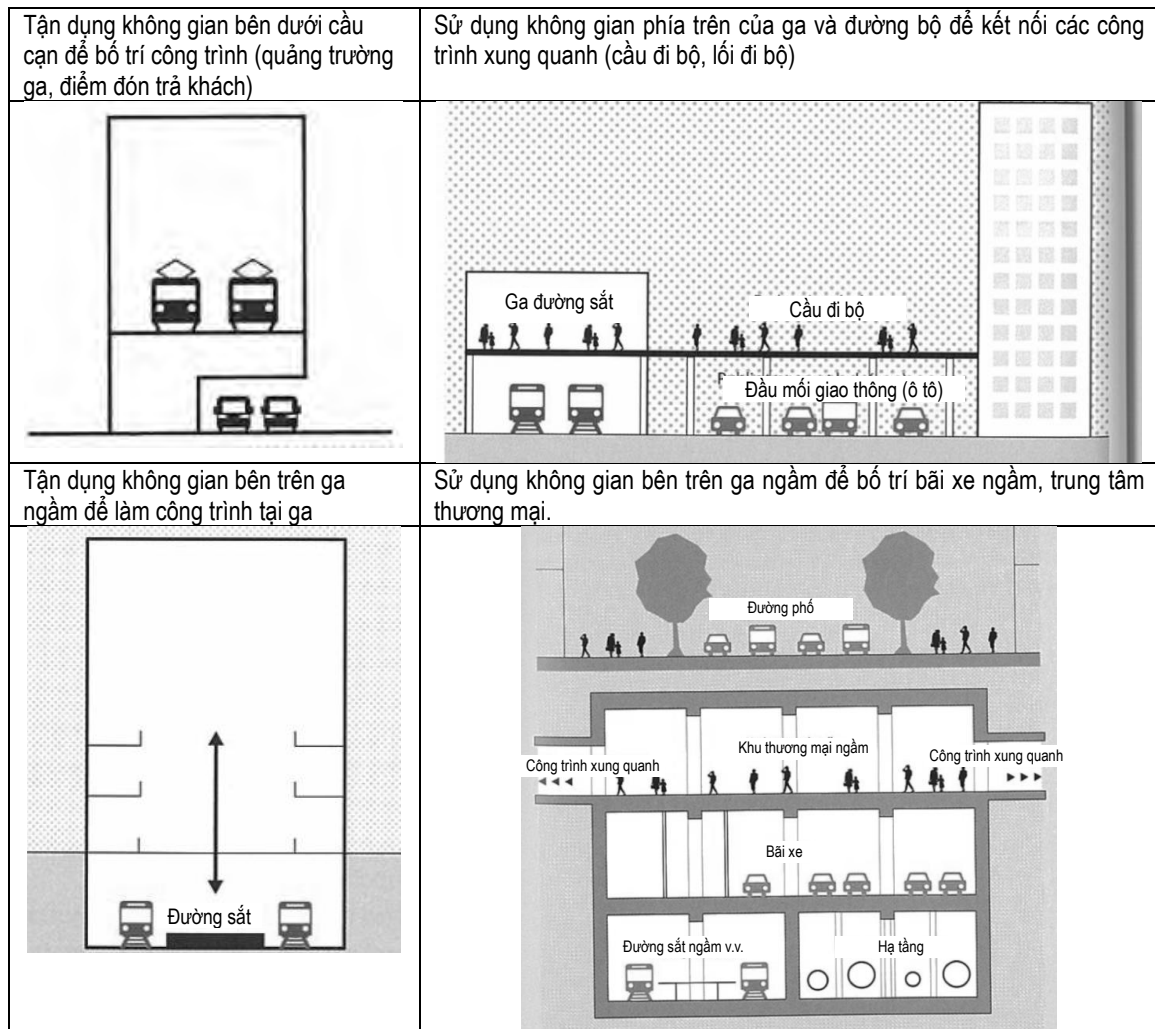 Tận dụng không gian bên dưới cầu
cạn để bố trí công trình (quảng trường
ga, điểm đón trả khách)
Sử dụng không gian phía trên của ga và đường bộ để kết nối các công
trình xung quanh (cầu đi bộ, lối đi bộ)
Ga đường sắt
Cầu đi bộ
Đầu mối giao thông (ô tô)
Tận dụng không gian bên trên ga
ngầm để làm công trình tại ga
Sử dụng không gian bên trên ga ngầm để bố trí bãi xe ngầm, trung tâm
thương mại.
Đường sắt
Đường phố
Khu thương mại ngầm
Công trình xung quanh
Công trình xung quanh
Bãi xe
Đường sắt ngầm v.v.
Hạ tầng